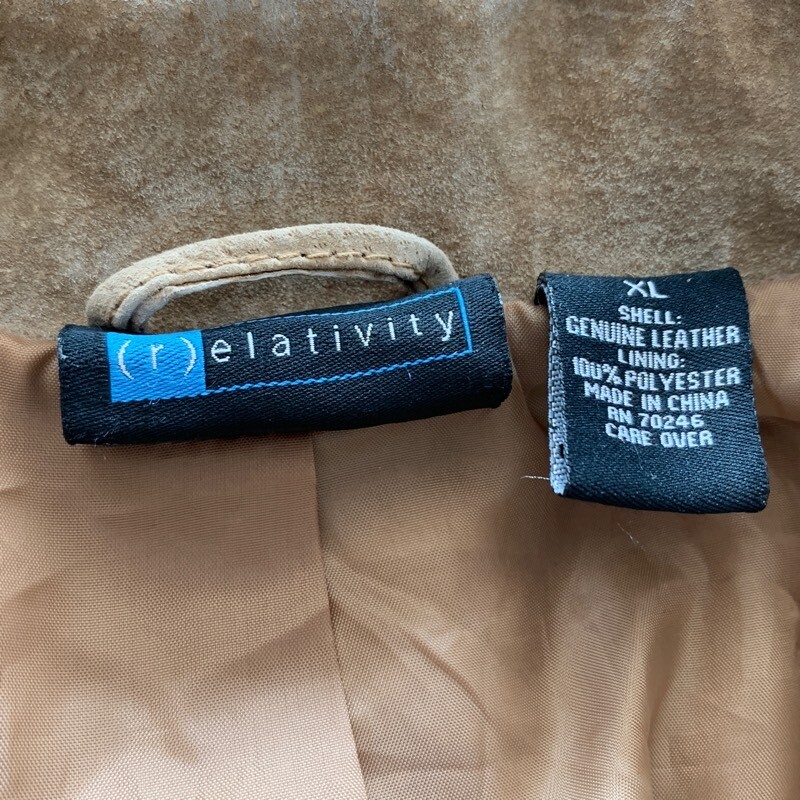 (r)elativity
XL
SHELL:
GENUINE LEATHER
LINING:
100% POLYESTER
MADE IN CHINA
RN 70246
CARE OVER